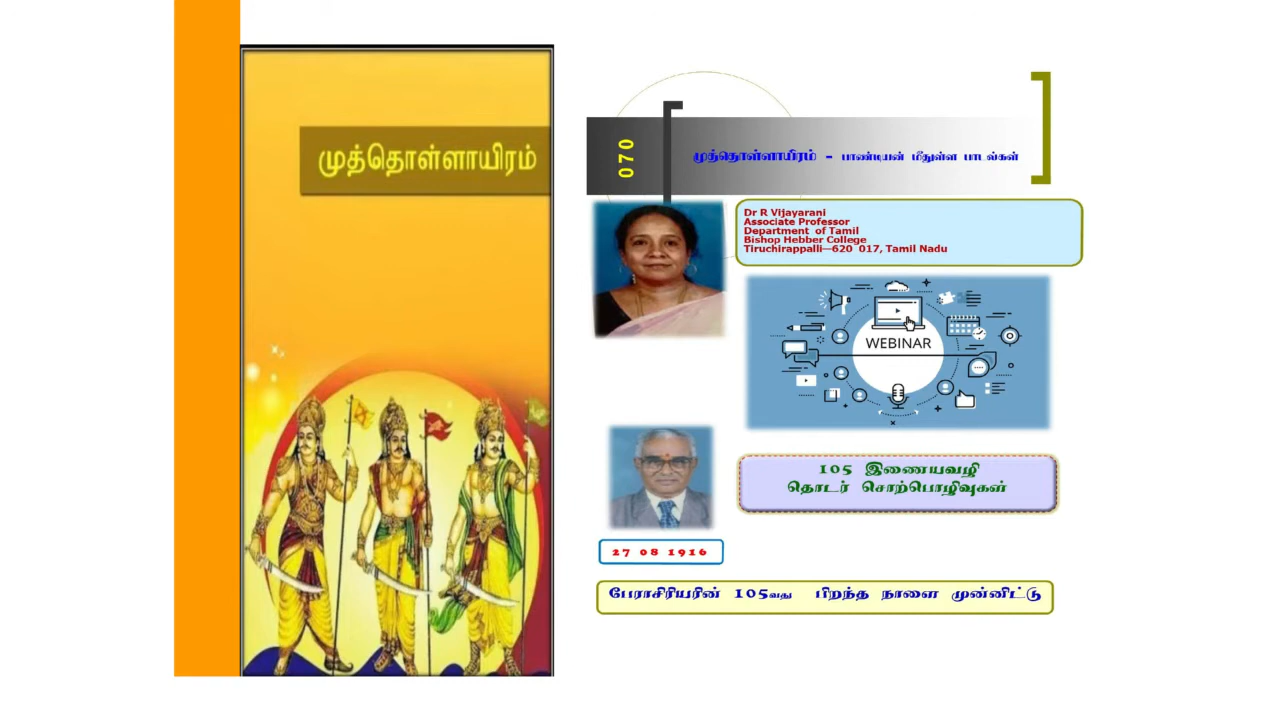 முத்தொள்ளாயிரம்
070
முத்தொள்ளாயிரம் - பாண்டியன் மீதுள்ள பாடல்கள்
Dr R Vijayarani
Associate Professor
Department of Tamil
Bishop Hebber College
Tiruchirappalli—620 017, Tamil Nadu
WEBINAR
105 இணையவழி
தொடர் சொற்பொழிவுகள்
27 08 1916
பேராசிரியரின் 105வது பிறந்த நாளை முன்னிட்டு